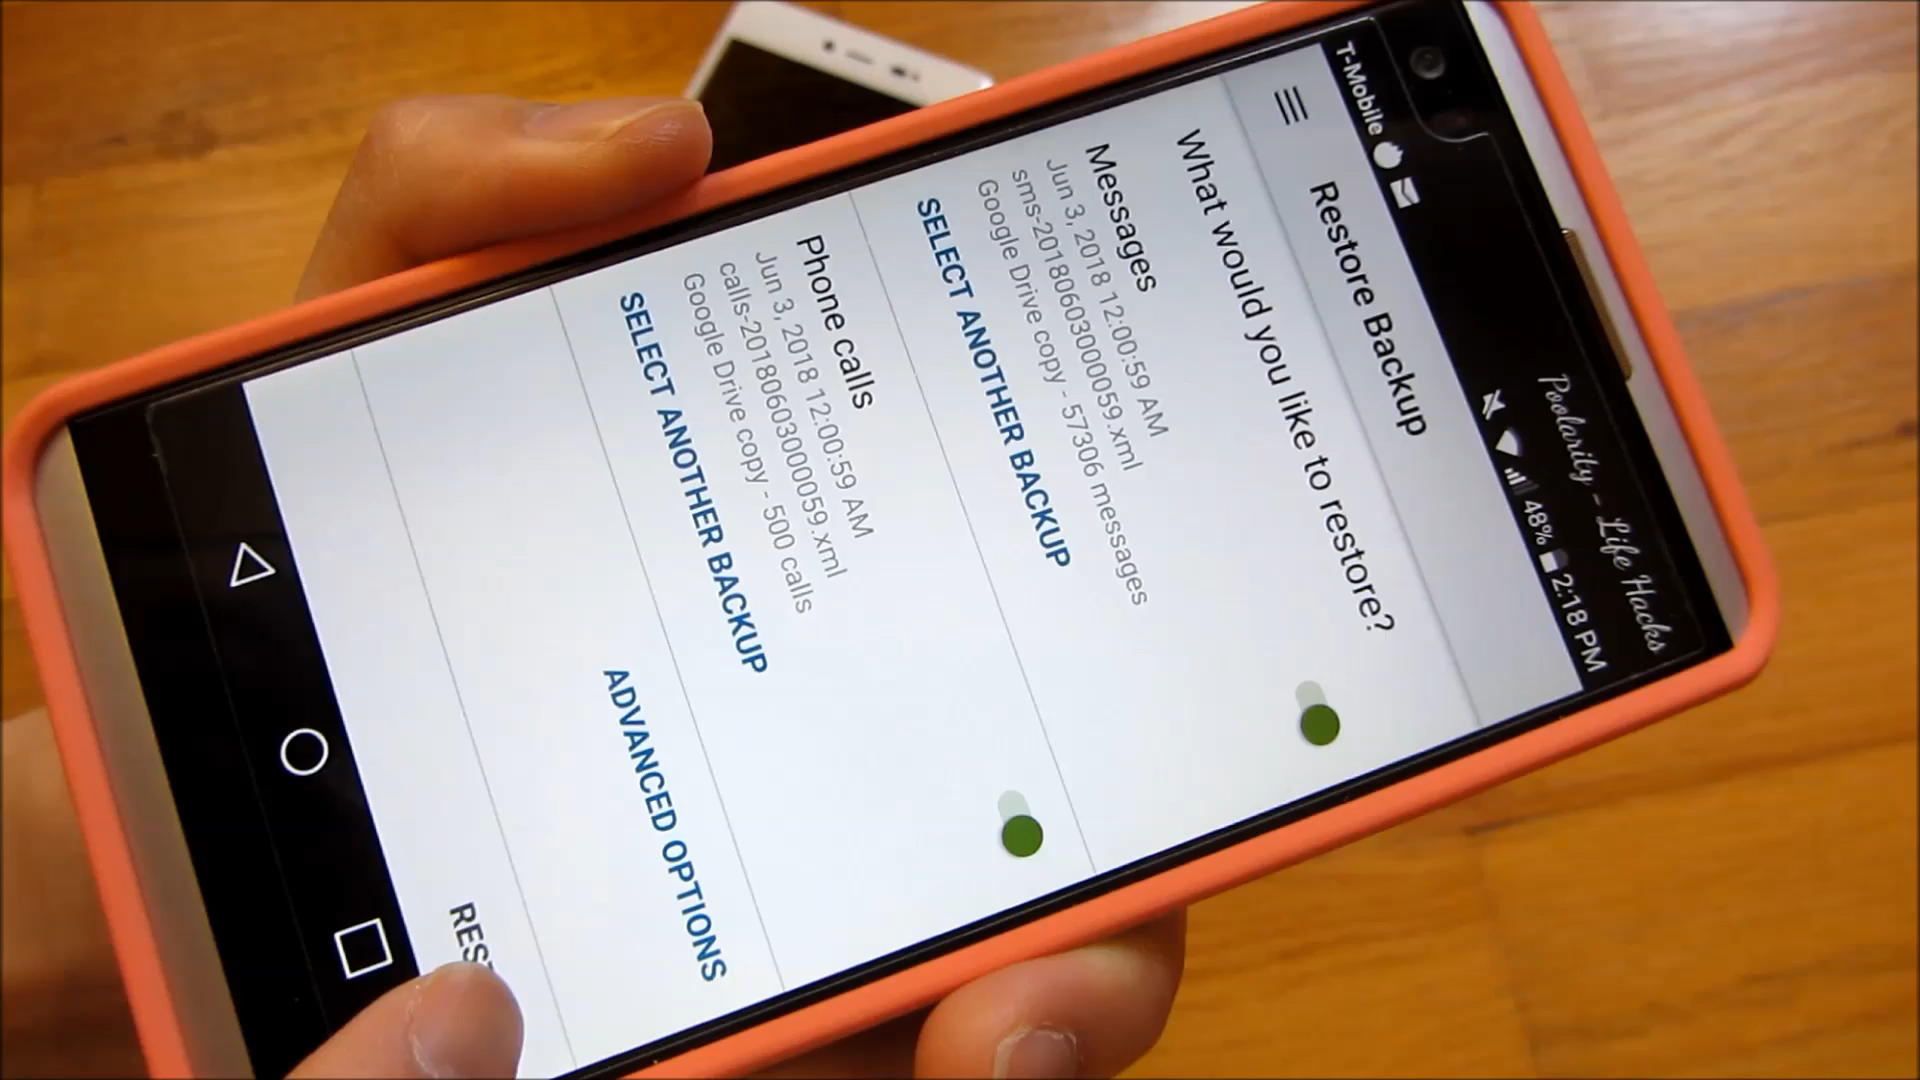 Poolarity - Life Hacks
T-Mobile 48% 2:18 PM
Restore Backup
What would you like to restore?
Messages
Jun 3, 2018 12:00:59 AM
sms-20180603000059.xml
Google Drive copy - 57306 messages
SELECT ANOTHER BACKUP
Phone calls
Jun 3, 2018 12:00:59 AM
calls-20180603000059.xml
Google Drive copy - 500 calls
SELECT ANOTHER BACKUP
ADVANCED OPTIONS